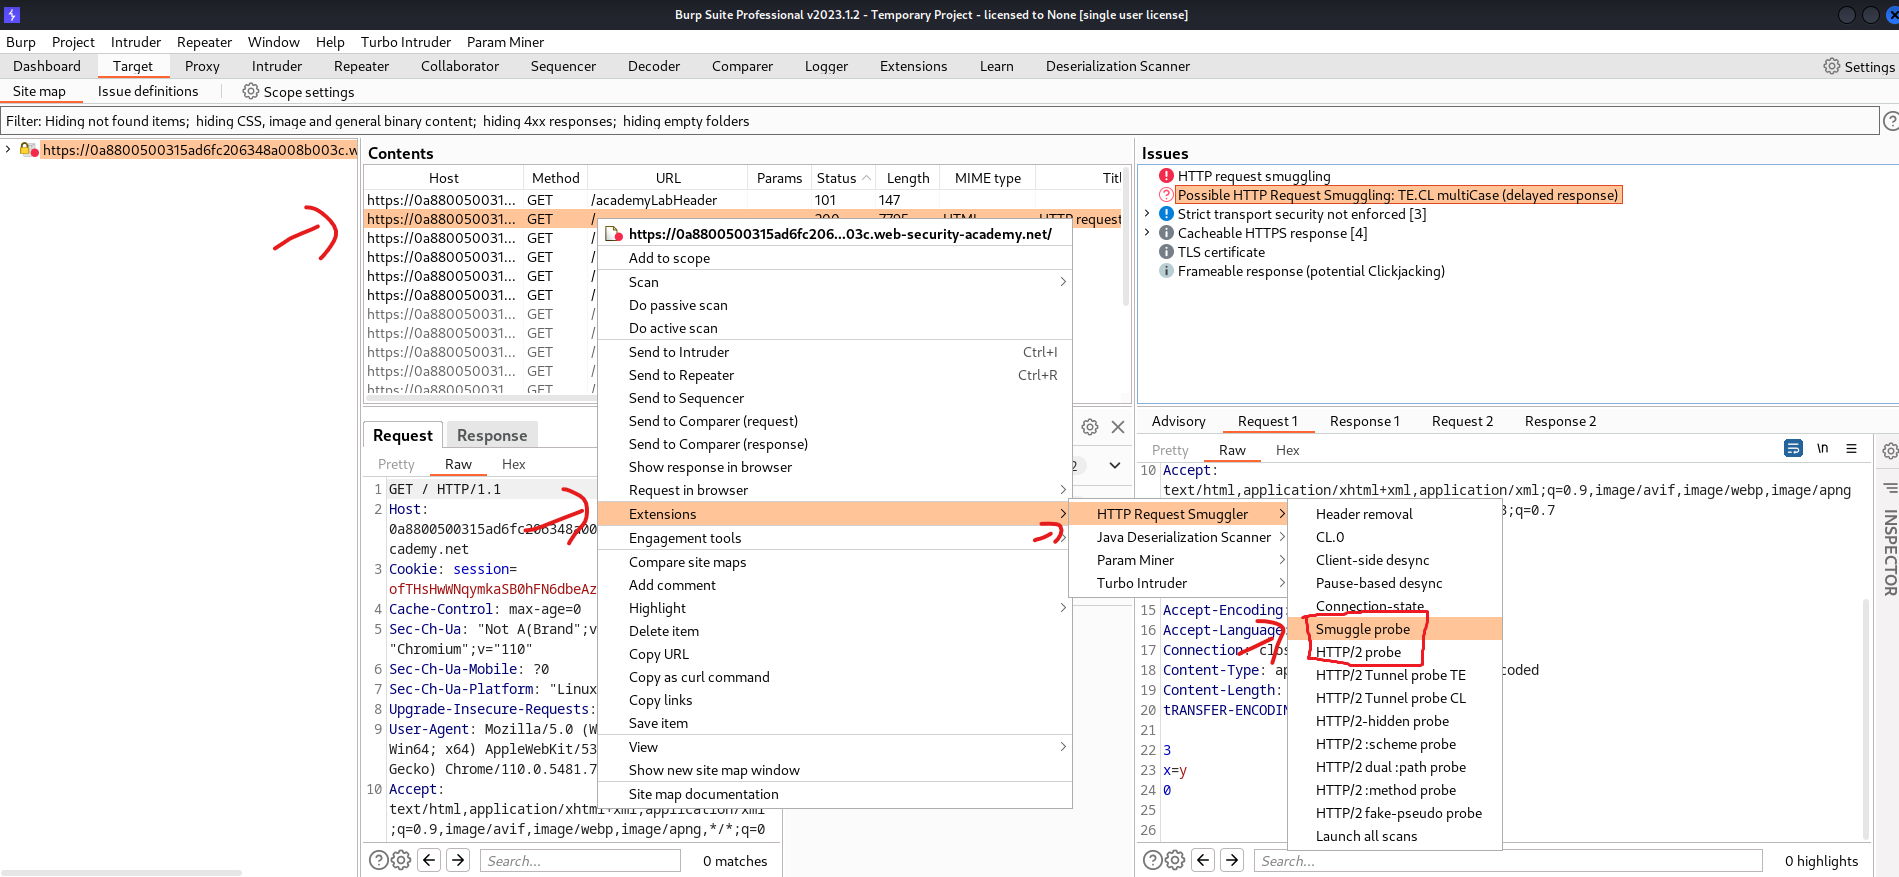 Burp Suite Professional v2023.1.2 - Temporary Project - licensed to None [single user license]
Burp Project Intruder Repeater Window Help Turbo Intruder Param Miner
Dashboard Target Proxy Intruder Repeater Collaborator Sequencer Decoder Comparer Logger Extensions Learn Deserialization Scanner Settings
Site map Issue definitions Scope settings
Filter: Hiding not found items; hiding CSS, image and general binary content; hiding 4xx responses; hiding empty folders
https://0a8800500315ad6fc206348a008b003c.w
Contents
Host Method URL Params Status Length MIME type Titl
https://0a880050031... GET /academyLabHeader 101 147
https://0a880050031... GET / 200 7795 HTML HTTP request
https://0a880050031... GET /
https://0a880050031... GET /
https://0a880050031... GET /
https://0a880050031... GET /
https://0a880050031... GET /
https://0a880050031... GET /
https://0a880050031... GET /
https://0a880050031... GET /
https://0a880050031... GET /
https://0a8800500315ad6fc206...03c.web-security-academy.net/
Add to scope
Scan
Do passive scan
Do active scan
Send to Intruder Ctrl+I
Send to Repeater Ctrl+R
Send to Sequencer
Send to Comparer (request)
Send to Comparer (response)
Show response in browser
Request in browser
Extensions
Engagement tools
Compare site maps
Add comment
Highlight
Delete item
Copy URL
Copy as curl command
Copy links
Save item
View
Show new site map window
Site map documentation
HTTP Request Smuggler
Java Deserialization Scanner
Param Miner
Turbo Intruder
Header removal
CL.0
Client-side desync
Pause-based desync
Connection-state
Smuggle probe
HTTP/2 probe
HTTP/2 Tunnel probe TE
HTTP/2 Tunnel probe CL
HTTP/2-hidden probe
HTTP/2 :scheme probe
HTTP/2 dual :path probe
HTTP/2 :method probe
HTTP/2 fake-pseudo probe
Launch all scans
Request Response
Pretty Raw Hex
1 GET / HTTP/1.1
2 Host:
0a8800500315ad6fc206348a00
cademy.net
3 Cookie: session=
ofTHsHwWNqymkaSB0hFN6dbeAz
4 Cache-Control: max-age=0
5 Sec-Ch-Ua: "Not A(Brand";v
"Chromium";v="110"
6 Sec-Ch-Ua-Mobile: ?0
7 Sec-Ch-Ua-Platform: "Linux
8 Upgrade-Insecure-Requests:
9 User-Agent: Mozilla/5.0 (W
Win64; x64) AppleWebKit/53
Gecko) Chrome/110.0.5481.7
10 Accept:
text/html,application/xhtml+xml,application/xml
;q=0.9,image/avif,image/webp,image/apng,*/*;q=0
Search... 0 matches
2
Issues
HTTP request smuggling
Possible HTTP Request Smuggling: TE.CL multiCase (delayed response)
Strict transport security not enforced [3]
Cacheable HTTPS response [4]
TLS certificate
Frameable response (potential Clickjacking)
Advisory Request 1 Response 1 Request 2 Response 2
Pretty Raw Hex \n
10 Accept:
text/html,application/xhtml+xml,application/xml;q=0.9,image/avif,image/webp,image/apng
3;q=0.7
15 Accept-Encoding:
16 Accept-Language
17 Connection: clo
18 Content-Type: ap coded
19 Content-Length:
20 tRANSFER-ENCODIN
21
22 3
23 x=y
24 0
25
26
Search... 0 highlights
INSPECTOR